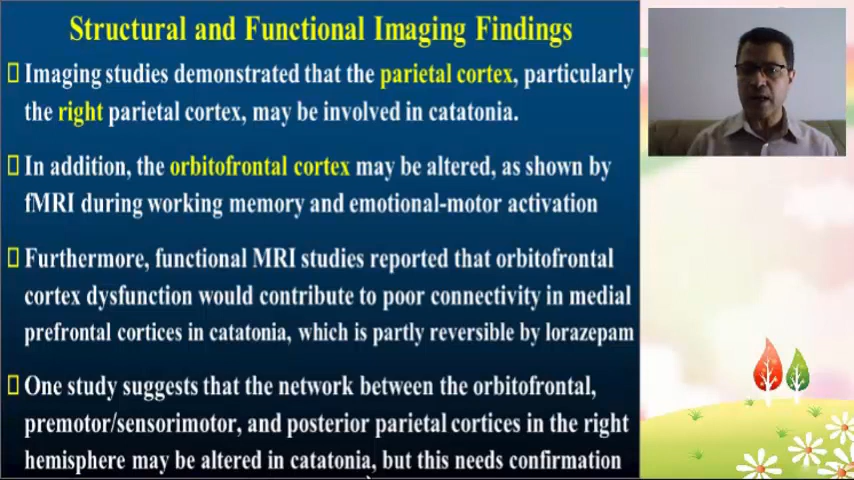 Structural and Functional Imaging Findings
Imaging studies demonstrated that the parietal cortex, particularly
the right parietal cortex, may be involved in catatonia.
In addition, the orbitofrontal cortex may be altered, as shown by
fMRI during working memory and emotional-motor activation
Furthermore, functional MRI studies reported that orbitofrontal
cortex dysfunction would contribute to poor connectivity in medial
prefrontal cortices in catatonia, which is partly reversible by lorazepam
One study suggests that the network between the orbitofrontal,
premotor/sensorimotor, and posterior parietal cortices in the right
hemisphere may be altered in catatonia, but this needs confirmation